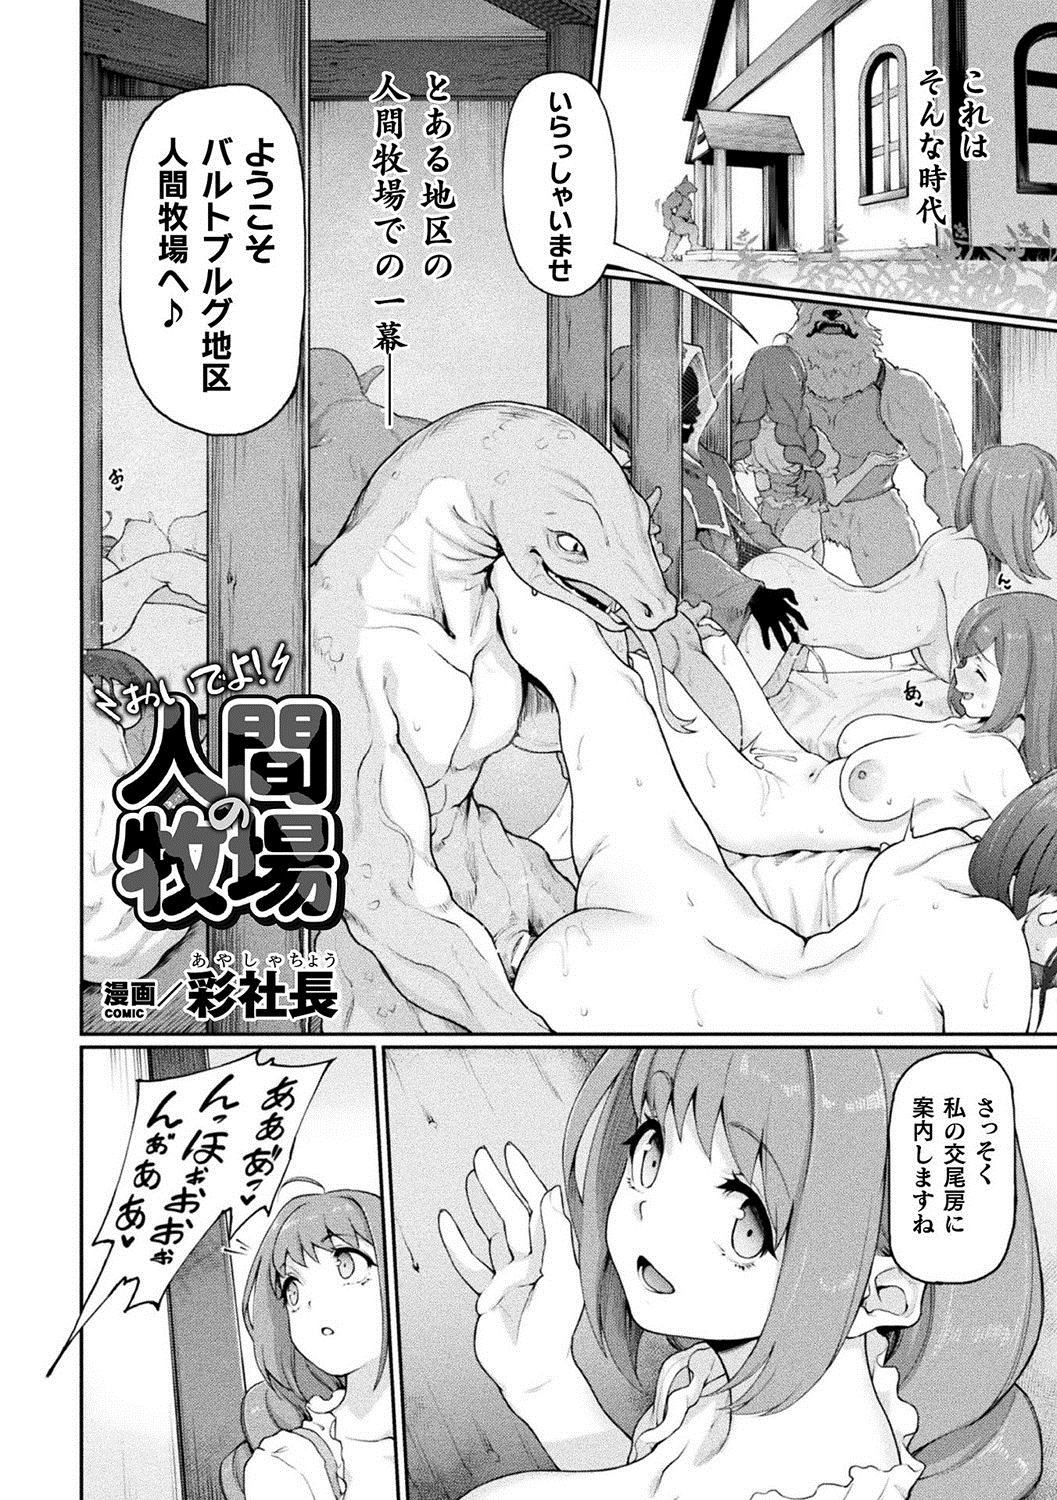 これは
そんな時代
いらっしゃいませ
とある地区の
人間牧場での一幕――
ようこそ
バルトブルグ地区
人間牧場へ♪
お♥
ん♥
あ♥
おいでよ！
人間の
牧場
あやしゃちょう
漫画／彩社長
COMIC
さっそく
私の交尾房に
案内しますね
ああぁ゛っ♥
んっほぉおおぉ
んぉ゛ああぁ♥